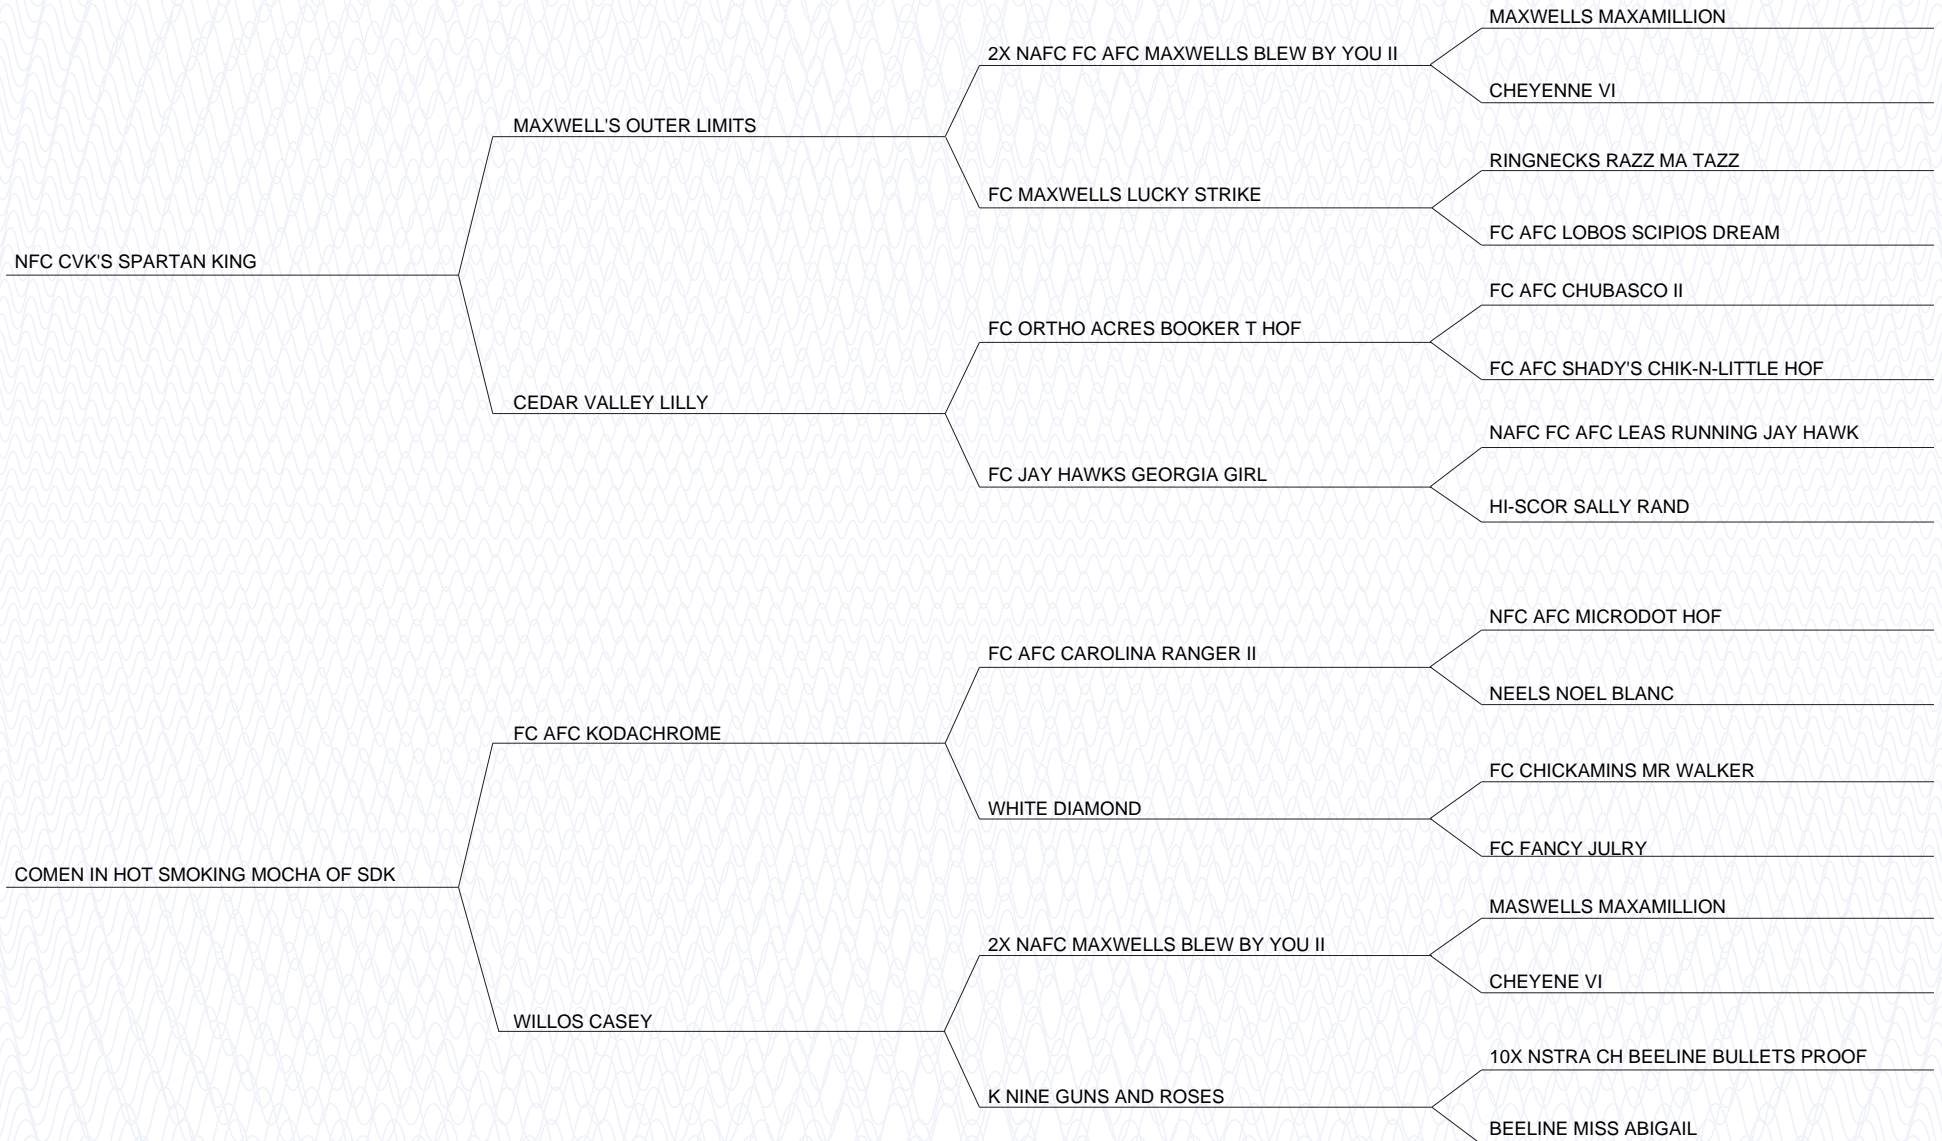 MAXWELLS MAXAMILLION
2X NAFC FC AFC MAXWELLS BLEW BY YOU II
CHEYENNE VI
MAXWELL'S OUTER LIMITS
RINGNECKS RAZZ MA TAZZ
FC MAXWELLS LUCKY STRIKE
FC AFC LOBOS SCIPIOS DREAM
NFC CVK'S SPARTAN KING
FC AFC CHUBASCO II
FC ORTHO ACRES BOOKER T HOF
FC AFC SHADY'S CHIK-N-LITTLE HOF
CEDAR VALLEY LILLY
NAFC FC AFC LEAS RUNNING JAY HAWK
FC JAY HAWKS GEORGIA GIRL
HI-SCOR SALLY RAND
NFC AFC MICRODOT HOF
FC AFC CAROLINA RANGER II
NEELS NOEL BLANC
FC AFC KODACHROME
FC CHICKAMINS MR WALKER
WHITE DIAMOND
FC FANCY JULRY
COMEN IN HOT SMOKING MOCHA OF SDK
MASWELLS MAXAMILLION
2X NAFC MAXWELLS BLEW BY YOU II
CHEYENE VI
WILLOS CASEY
10X NSTRA CH BEELINE BULLETS PROOF
K NINE GUNS AND ROSES
BEELINE MISS ABIGAIL